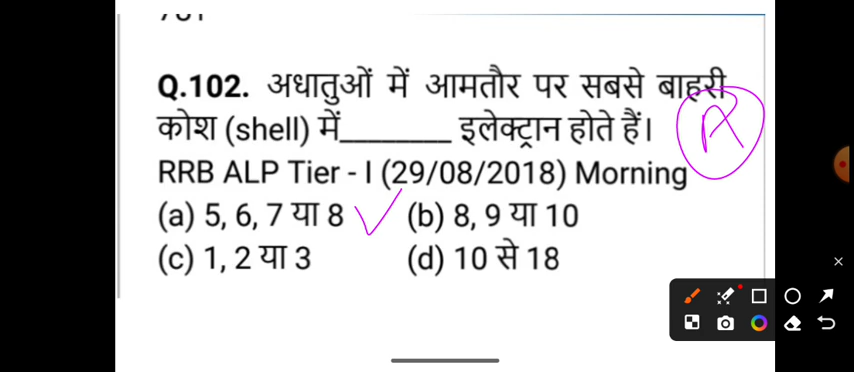 Q.102. अधातुओं में आमतौर पर सबसे बाहरी
कोश (shell) में________ इलेक्ट्रान होते हैं।
A
RRB ALP Tier - I (29/08/2018) Morning
(a) 5, 6, 7 या 8 (b) 8, 9 या 10
(c) 1, 2 या 3 (d) 10 से 18